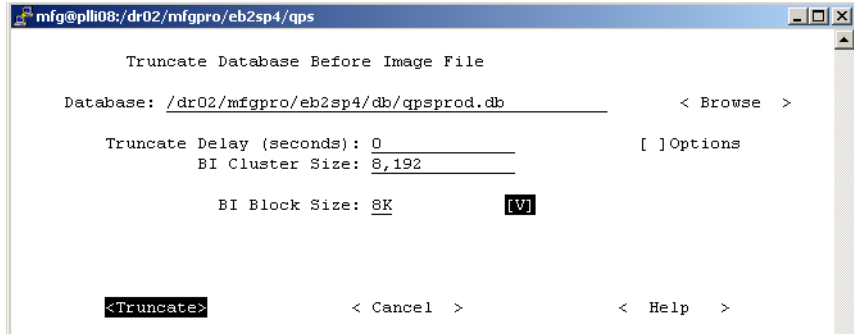 mfg@plli08:/dr02/mfgpro/eb2sp4/qps
Truncate Database Before Image File
Database: /dr02/mfgpro/eb2sp4/db/qpsprod.db < Browse >
Truncate Delay (seconds): 0 [ ]Options
BI Cluster Size: 8,192
BI Block Size: 8K [V]
<Truncate> < Cancel > < Help >